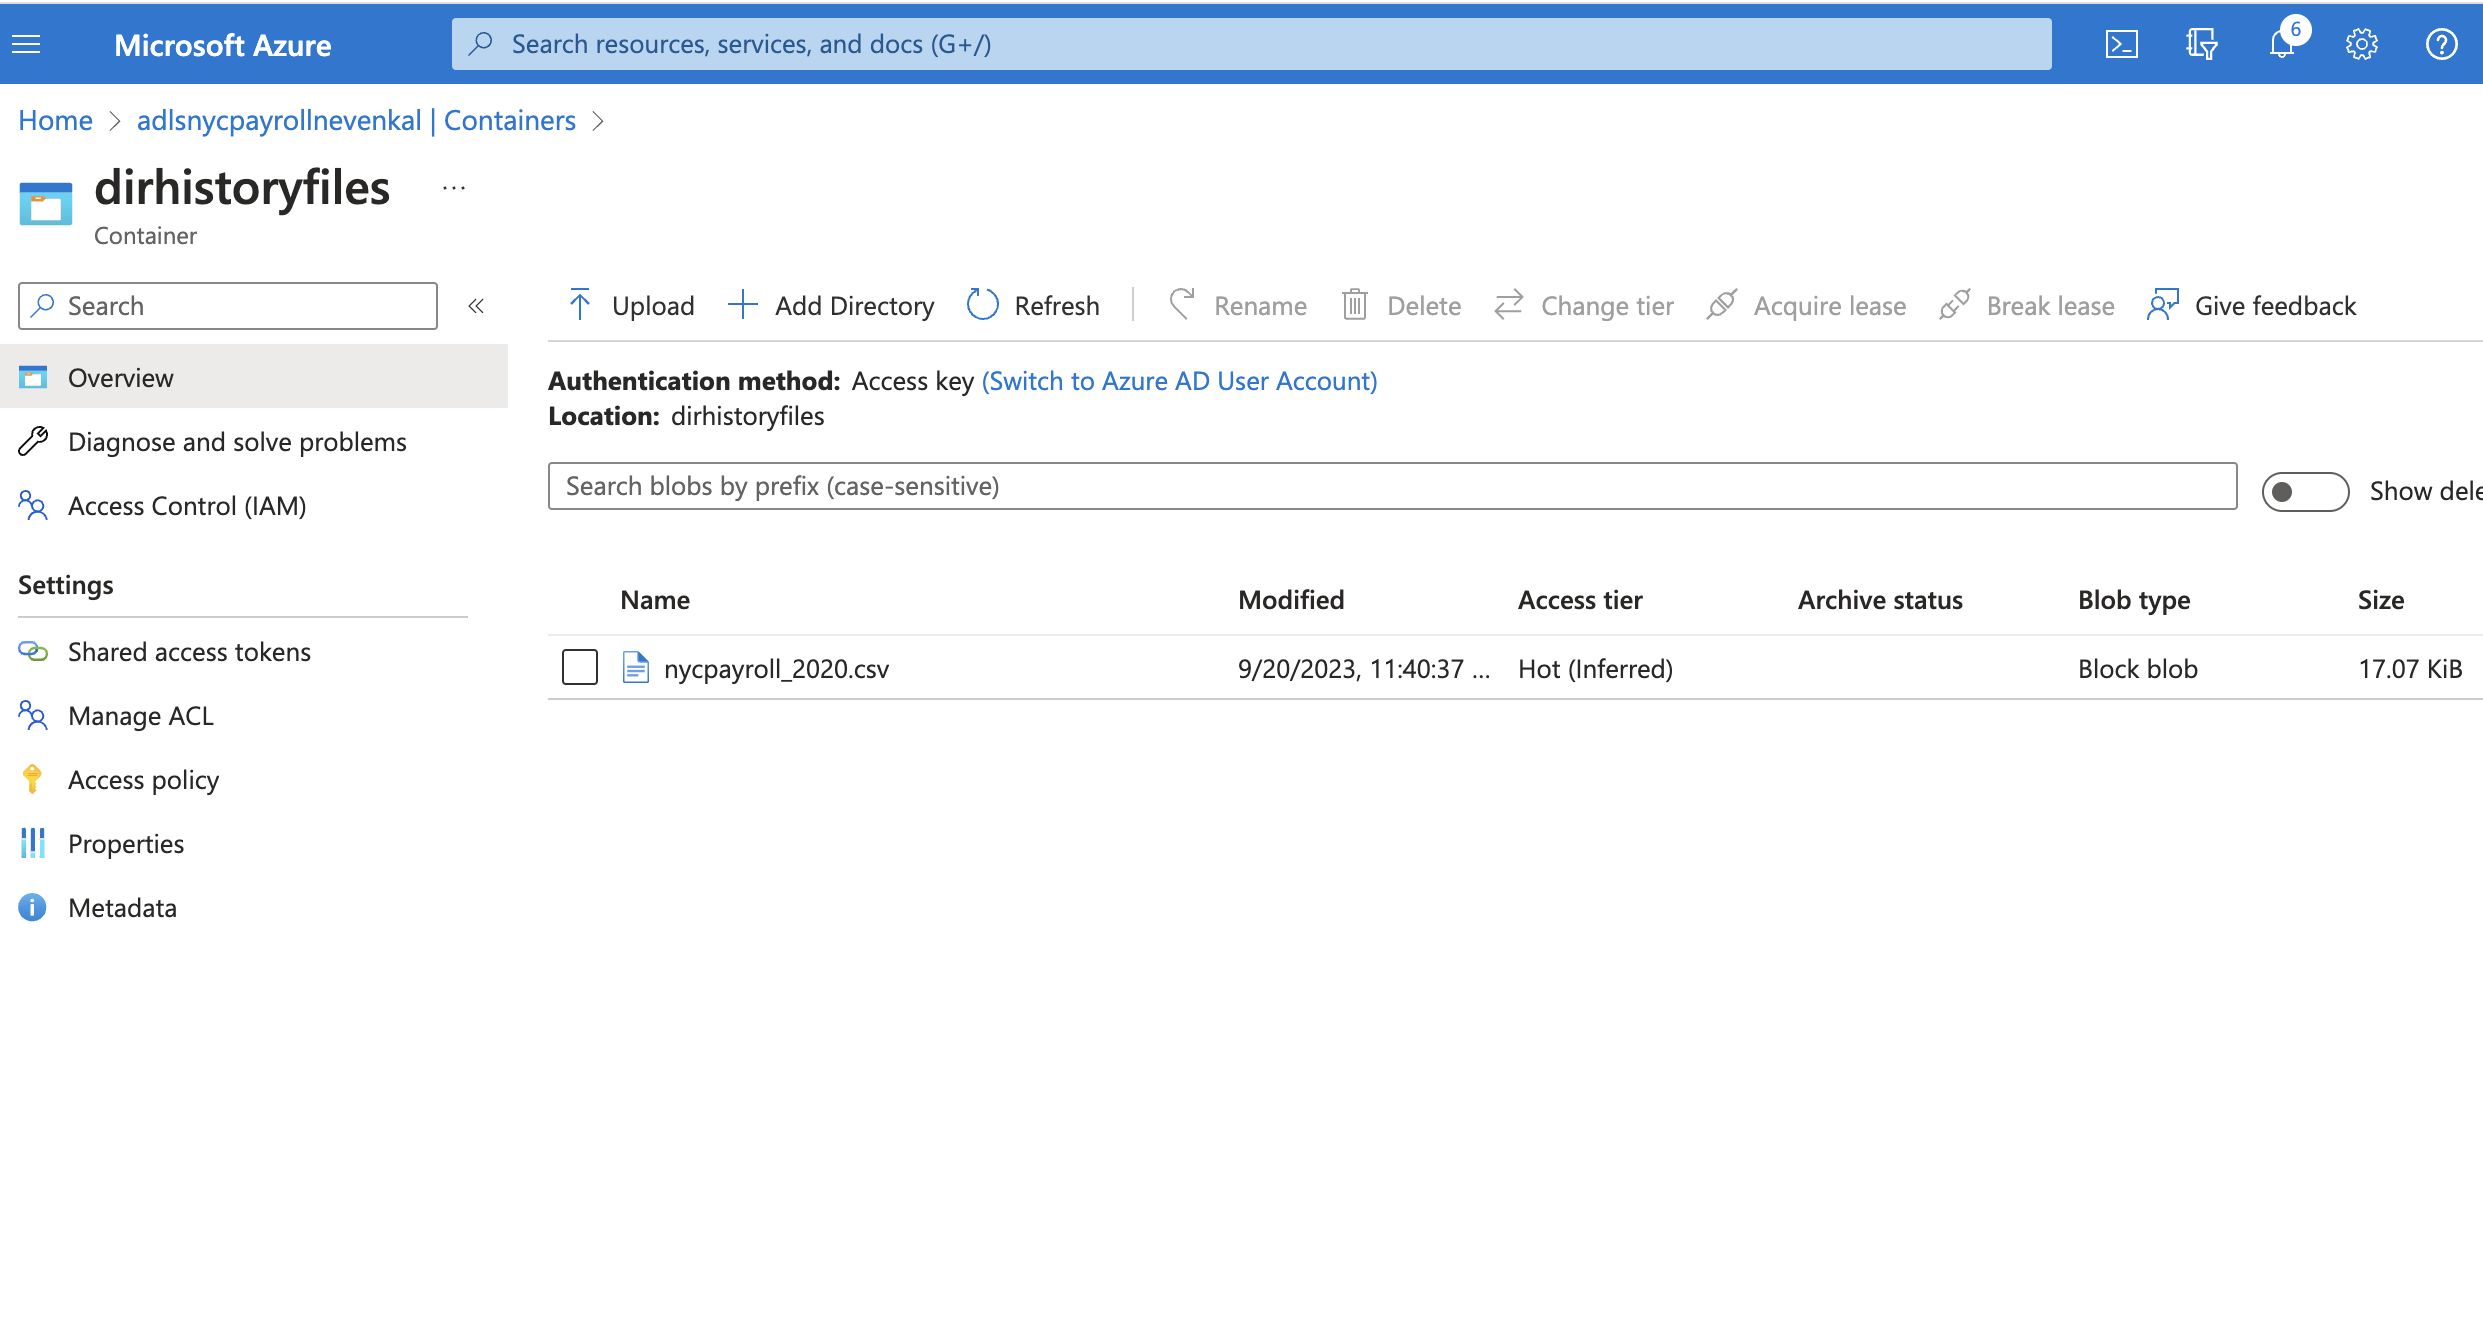 Microsoft Azure
Search resources, services, and docs (G+/)
6
Home > adlsnycpayrollnevenkal | Containers >
dirhistoryfiles ...
Container
Search «
Upload Add Directory Refresh Rename Delete Change tier Acquire lease Break lease Give feedback
Overview
Diagnose and solve problems
Access Control (IAM)
Settings
Shared access tokens
Manage ACL
Access policy
Properties
Metadata
Authentication method: Access key (Switch to Azure AD User Account)
Location: dirhistoryfiles
Search blobs by prefix (case-sensitive)
Show dele
Name Modified Access tier Archive status Blob type Size
nycpayroll_2020.csv 9/20/2023, 11:40:37 ... Hot (Inferred) Block blob 17.07 KiB